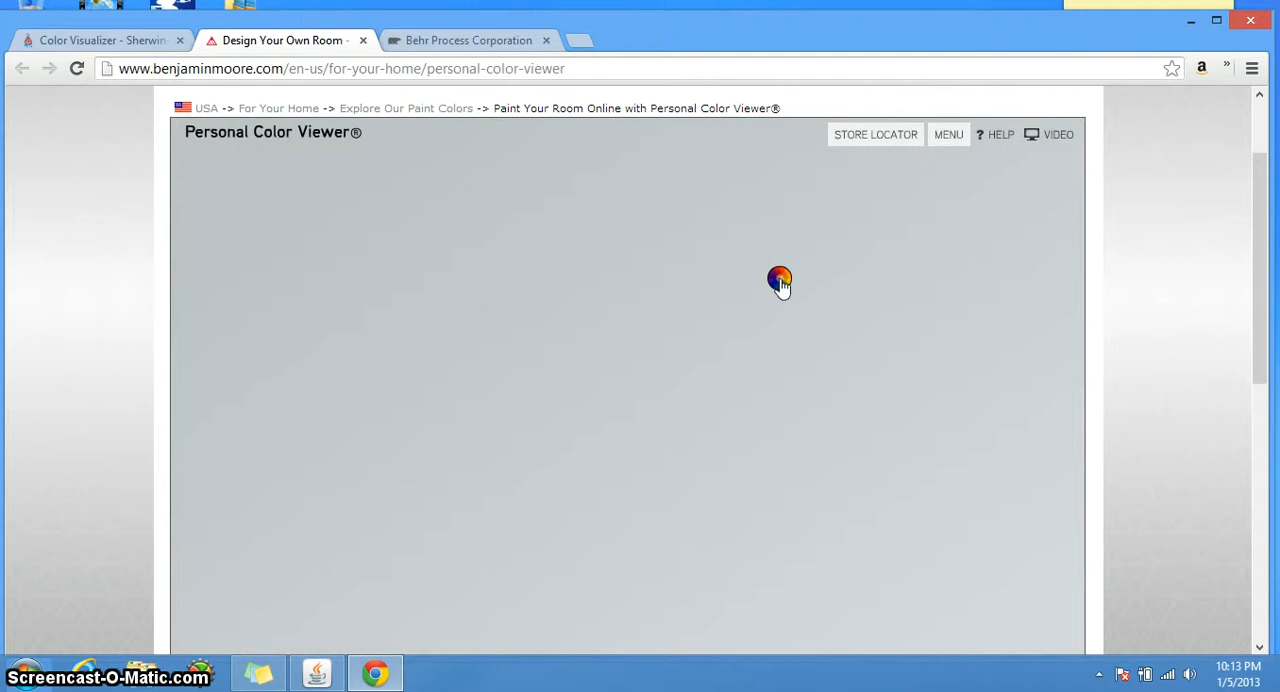 Color Visualizer - Sherwin-
Design Your Own Room -
Behr Process Corporation
www.benjaminmoore.com/en-us/for-your-home/personal-color-viewer
USA -> For Your Home -> Explore Our Paint Colors -> Paint Your Room Online with Personal Color Viewer®
Personal Color Viewer®
STORE LOCATOR
MENU
? HELP
VIDEO
Screencast-O-Matic.com
10:13 PM
1/5/2013